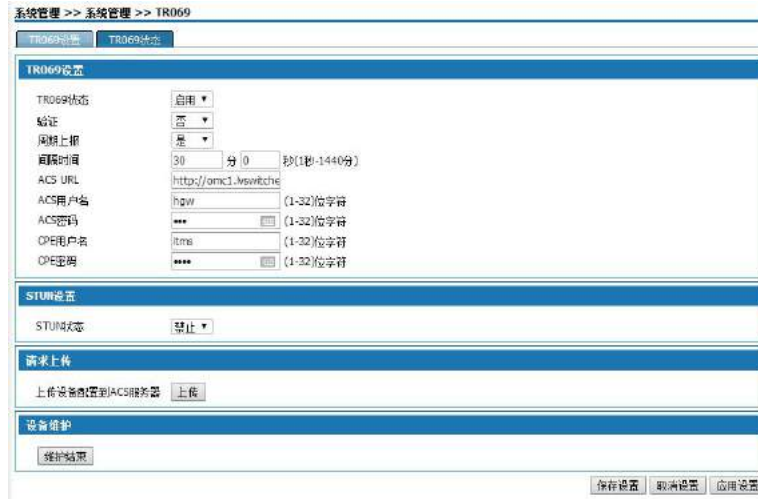 系统管理 >> 系统管理 >> TR069
TR069设置 TR069状态
TR069设置
TR069状态 启用
验证 否
周期上报 是
间隔时间 30 分 0 秒(1秒-1440分)
ACS URL http://omc1.lvswitche
ACS用户名 hgw (1-32)位字符
ACS密码 ••• (1-32)位字符
CPE用户名 itms (1-32)位字符
CPE密码 •••• (1-32)位字符
STUN设置
STUN状态 禁止
请求上传
上传设备配置到ACS服务器 上传
设备维护
维护结束
保存设置 取消设置 应用设置